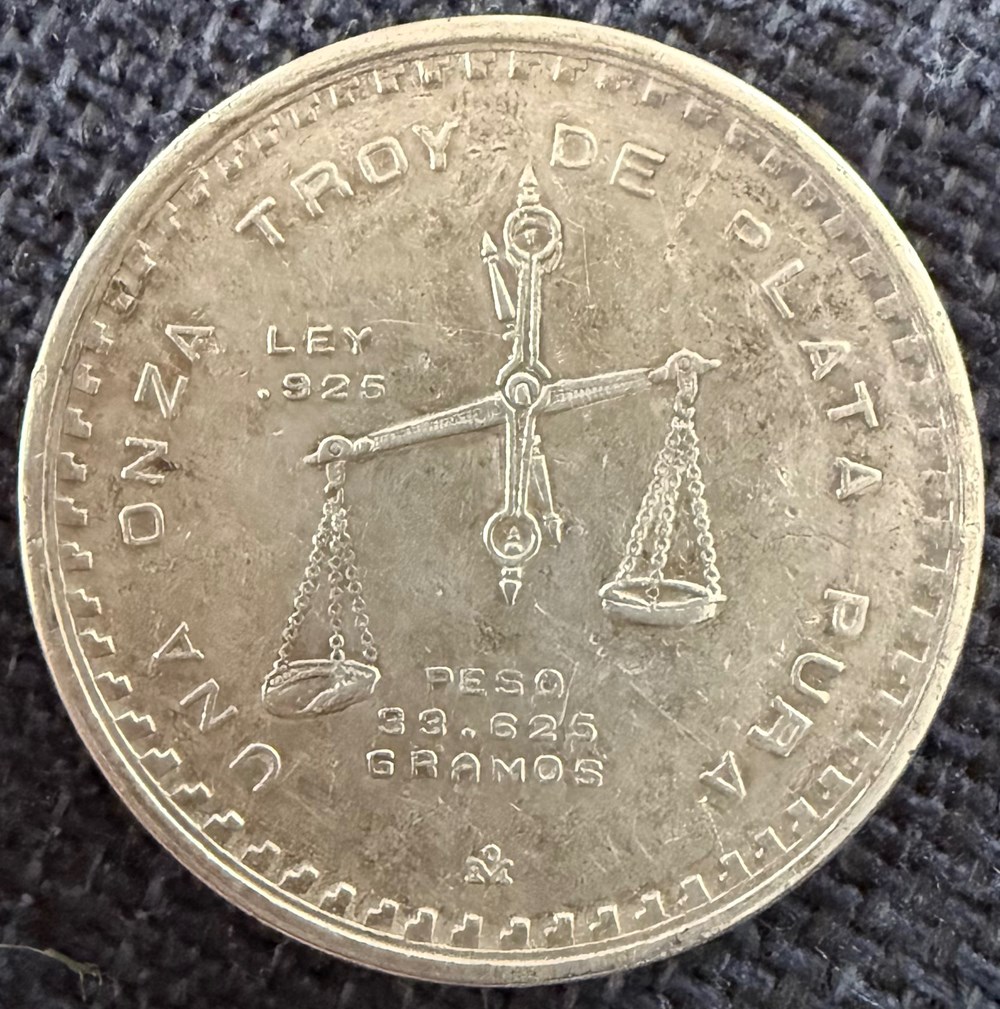 UNA ONZA TROY DE PLATA PURA
LEY
.925
PESO
33.625
GRAMOS